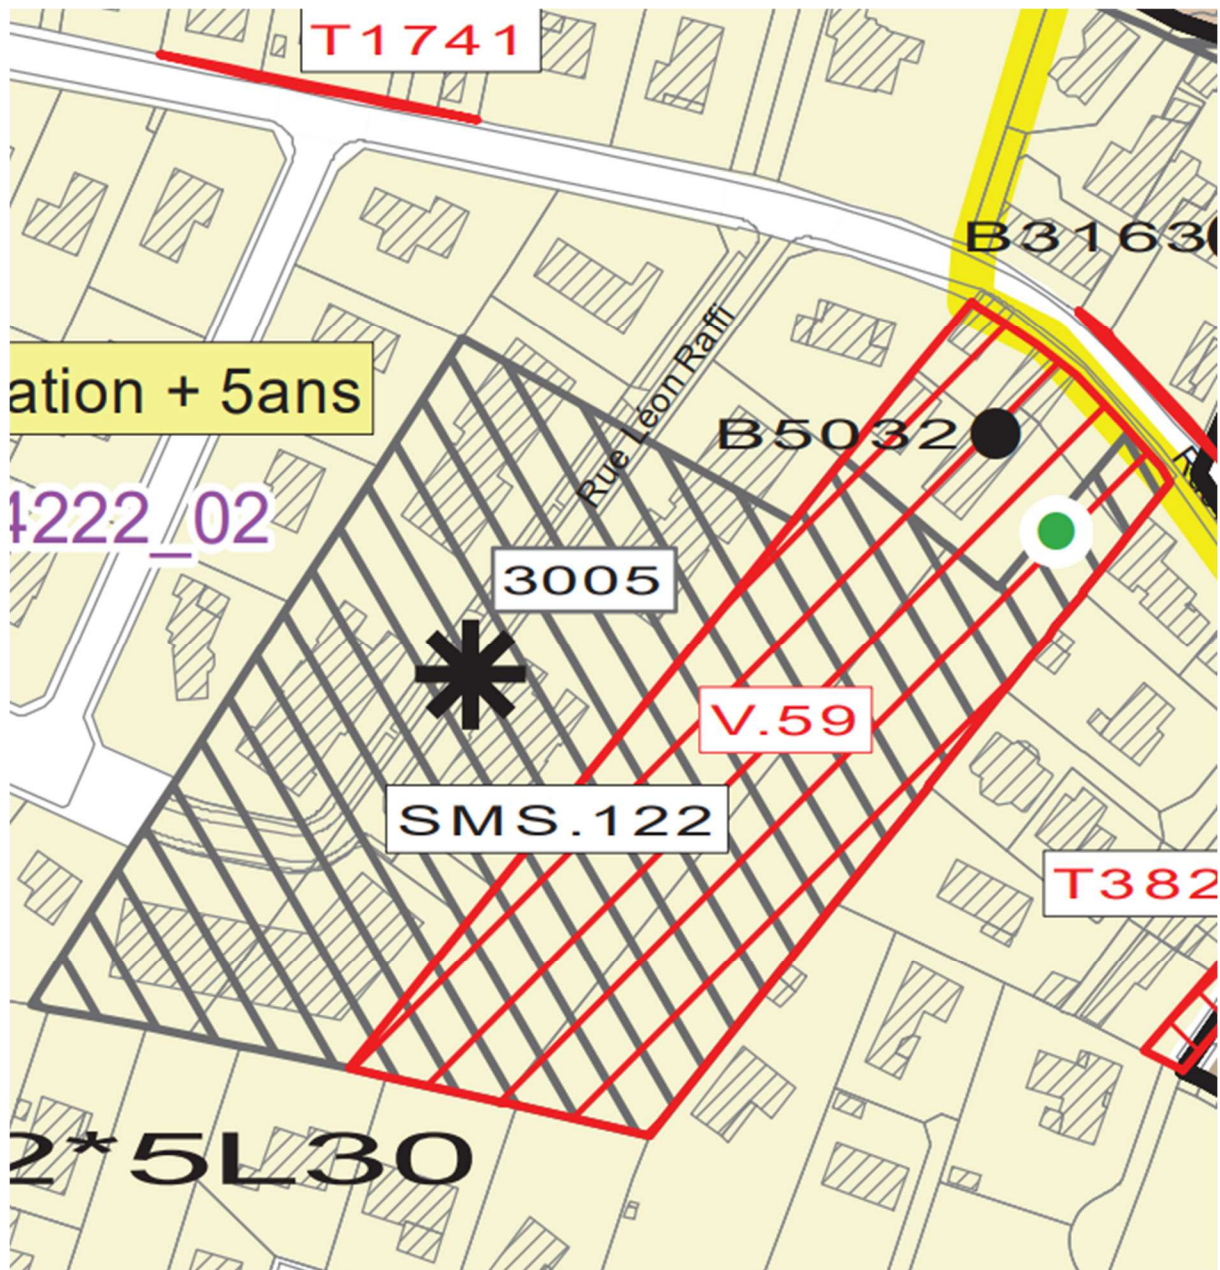 T1741
B3163
ation + 5ans
Rue Léon Raffi
B5032
4222_02
3005
V.59
SMS.122
T382
2*5L30